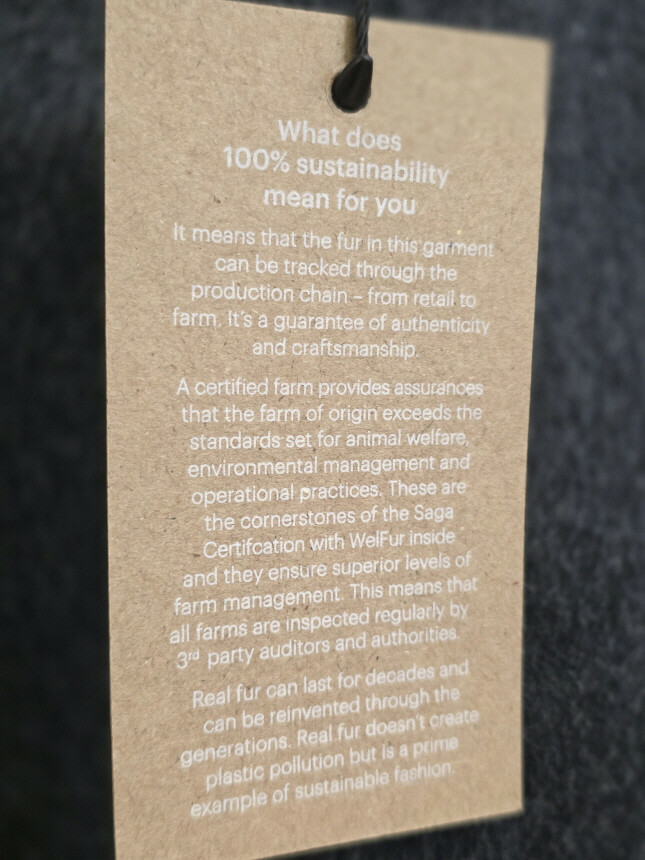 What does
100% sustainability
mean for you
It means that the fur in this garment
can be tracked through the
production chain – from retail to
farm. It's a guarantee of authenticity
and craftsmanship.
A certified farm provides assurances
that the farm of origin exceeds the
standards set for animal welfare,
environmental management and
operational practices. These are
the cornerstones of the Saga
Certifcation with WelFur inside
and they ensure superior levels of
farm management. This means that
all farms are inspected regularly by
3rd party auditors and authorities.
Real fur can last for decades and
can be reinvented through the
generations. Real fur doesn't create
plastic pollution but is a prime
example of sustainable fashion.